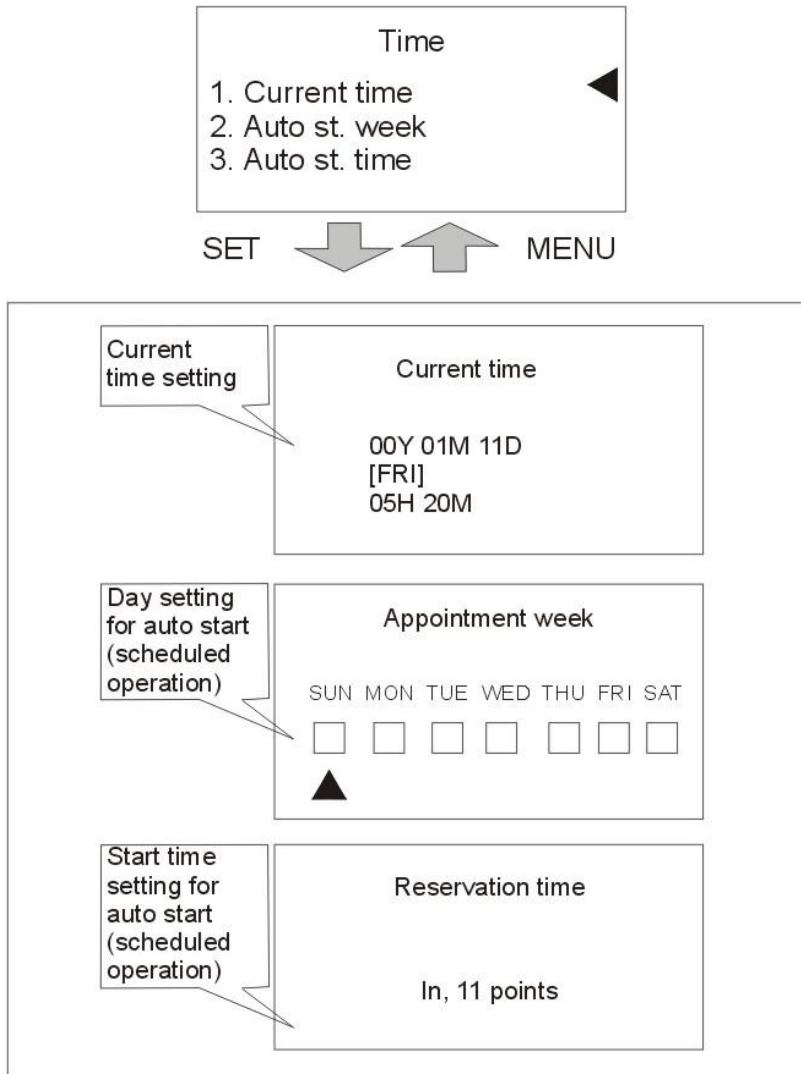 Time
1. Current time
2. Auto st. week
3. Auto st. time
SET MENU
Current
time setting
Current time
00Y 01M 11D
[FRI]
05H 20M
Day setting
for auto start
(scheduled
operation)
Appointment week
SUN MON TUE WED THU FRI SAT
Start time
setting for
auto start
(scheduled
operation)
Reservation time
In, 11 points